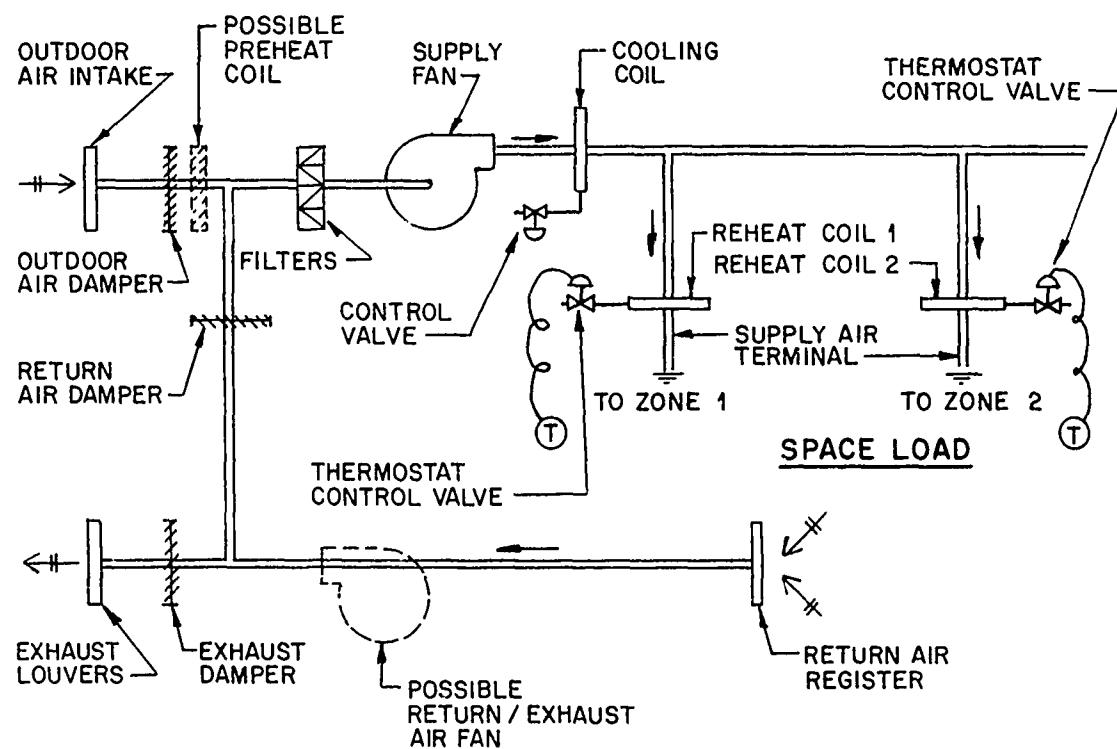 OUTDOOR
AIR INTAKE
POSSIBLE
PREHEAT
COIL
SUPPLY
FAN
COOLING
COIL
THERMOSTAT
CONTROL VALVE
OUTDOOR
AIR DAMPER
FILTERS
CONTROL
VALVE
REHEAT COIL 1
REHEAT COIL 2
SUPPLY AIR
TERMINAL
RETURN
AIR DAMPER
TO ZONE 1
TO ZONE 2
T
T
SPACE LOAD
THERMOSTAT
CONTROL VALVE
EXHAUST
LOUVERS
EXHAUST
DAMPER
POSSIBLE
RETURN / EXHAUST
AIR FAN
RETURN AIR
REGISTER